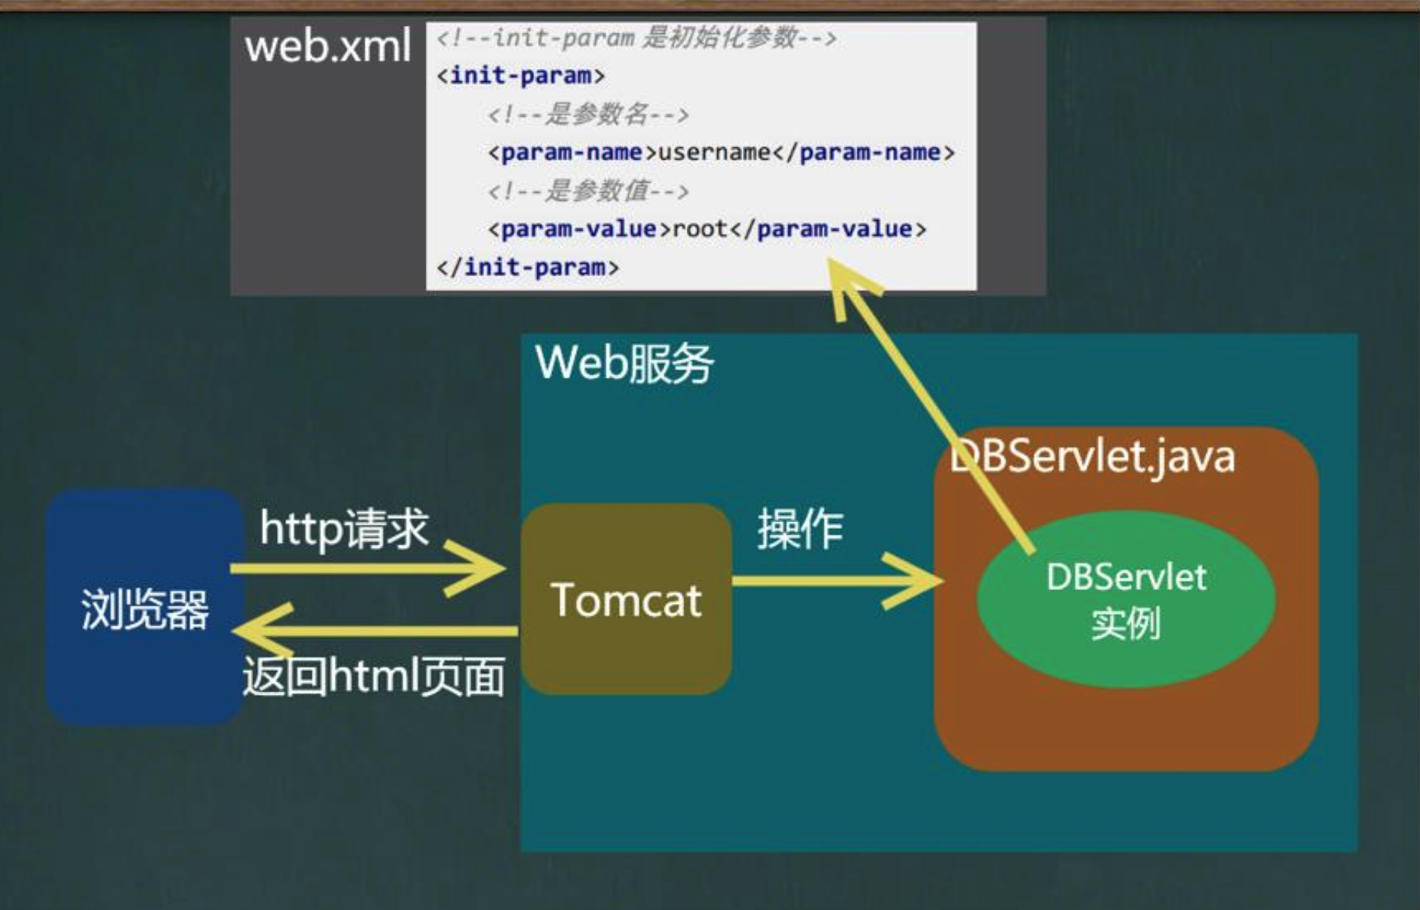 web.xml
<!--init-param 是初始化参数-->
<init-param>
<!--是参数名-->
<param-name>username</param-name>
<!--是参数值-->
<param-value>root</param-value>
</init-param>
Web服务
DBServlet.java
http请求
操作
浏览器
Tomcat
DBServlet
实例
返回html页面